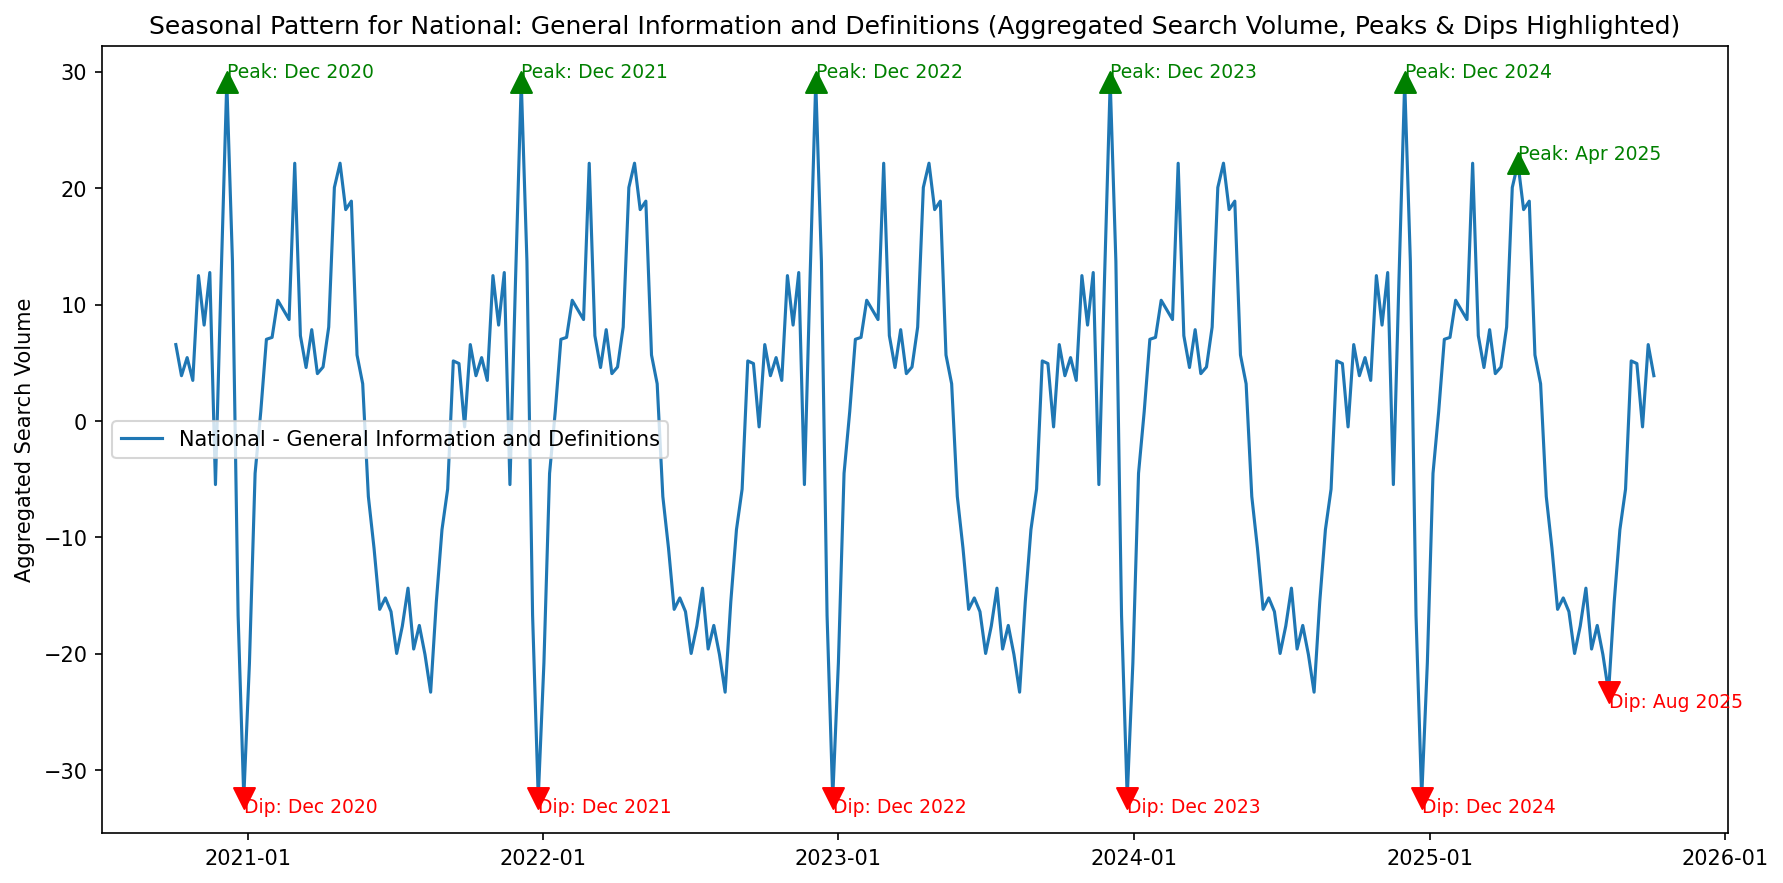 Seasonal Pattern for National: General Information and Definitions (Aggregated Search Volume, Peaks & Dips Highlighted)
Aggregated Search Volume
30
20
10
0
−10
−20
−30
Peak: Dec 2020
Peak: Dec 2021
Peak: Dec 2022
Peak: Dec 2023
Peak: Dec 2024
Peak: Apr 2025
National - General Information and Definitions
Dip: Aug 2025
Dip: Dec 2020
Dip: Dec 2021
Dip: Dec 2022
Dip: Dec 2023
Dip: Dec 2024
2021-01
2022-01
2023-01
2024-01
2025-01
2026-01